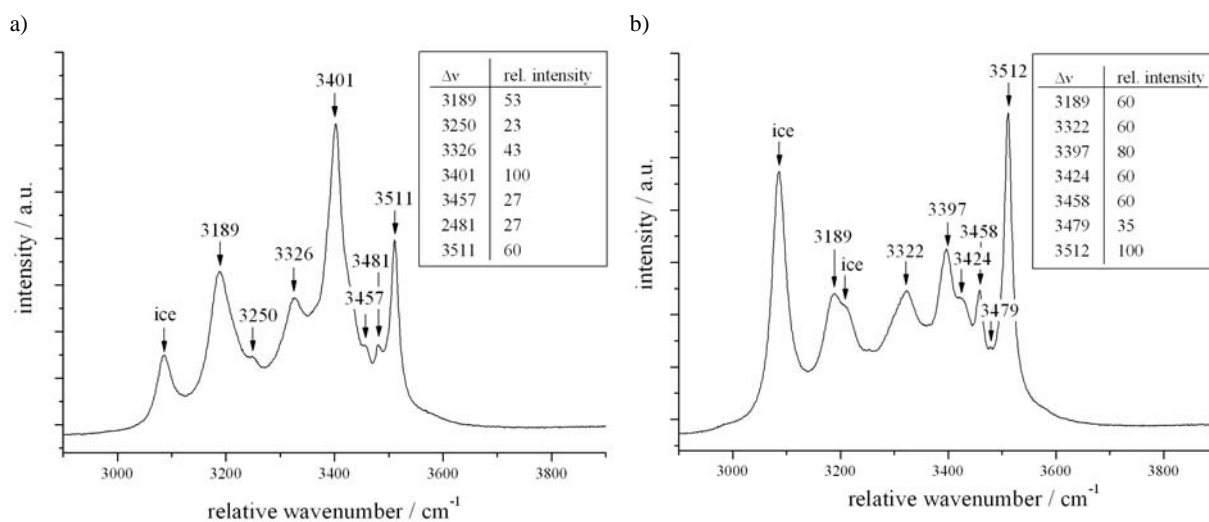 a)
Δν rel. intensity
3189 53
3250 23
3326 43
3401 100
3457 27
2481 27
3511 60
3401
3511
3189
3326
3481
3457
3250
ice
intensity / a.u.
3000 3200 3400 3600 3800
relative wavenumber / cm⁻¹
b)
Δν rel. intensity
3189 60
3322 60
3397 80
3424 60
3458 60
3479 35
3512 100
3512
ice
3397
3458
3189
ice
3322
3424
3479
intensity / a.u.
3000 3200 3400 3600 3800
relative wavenumber / cm⁻¹